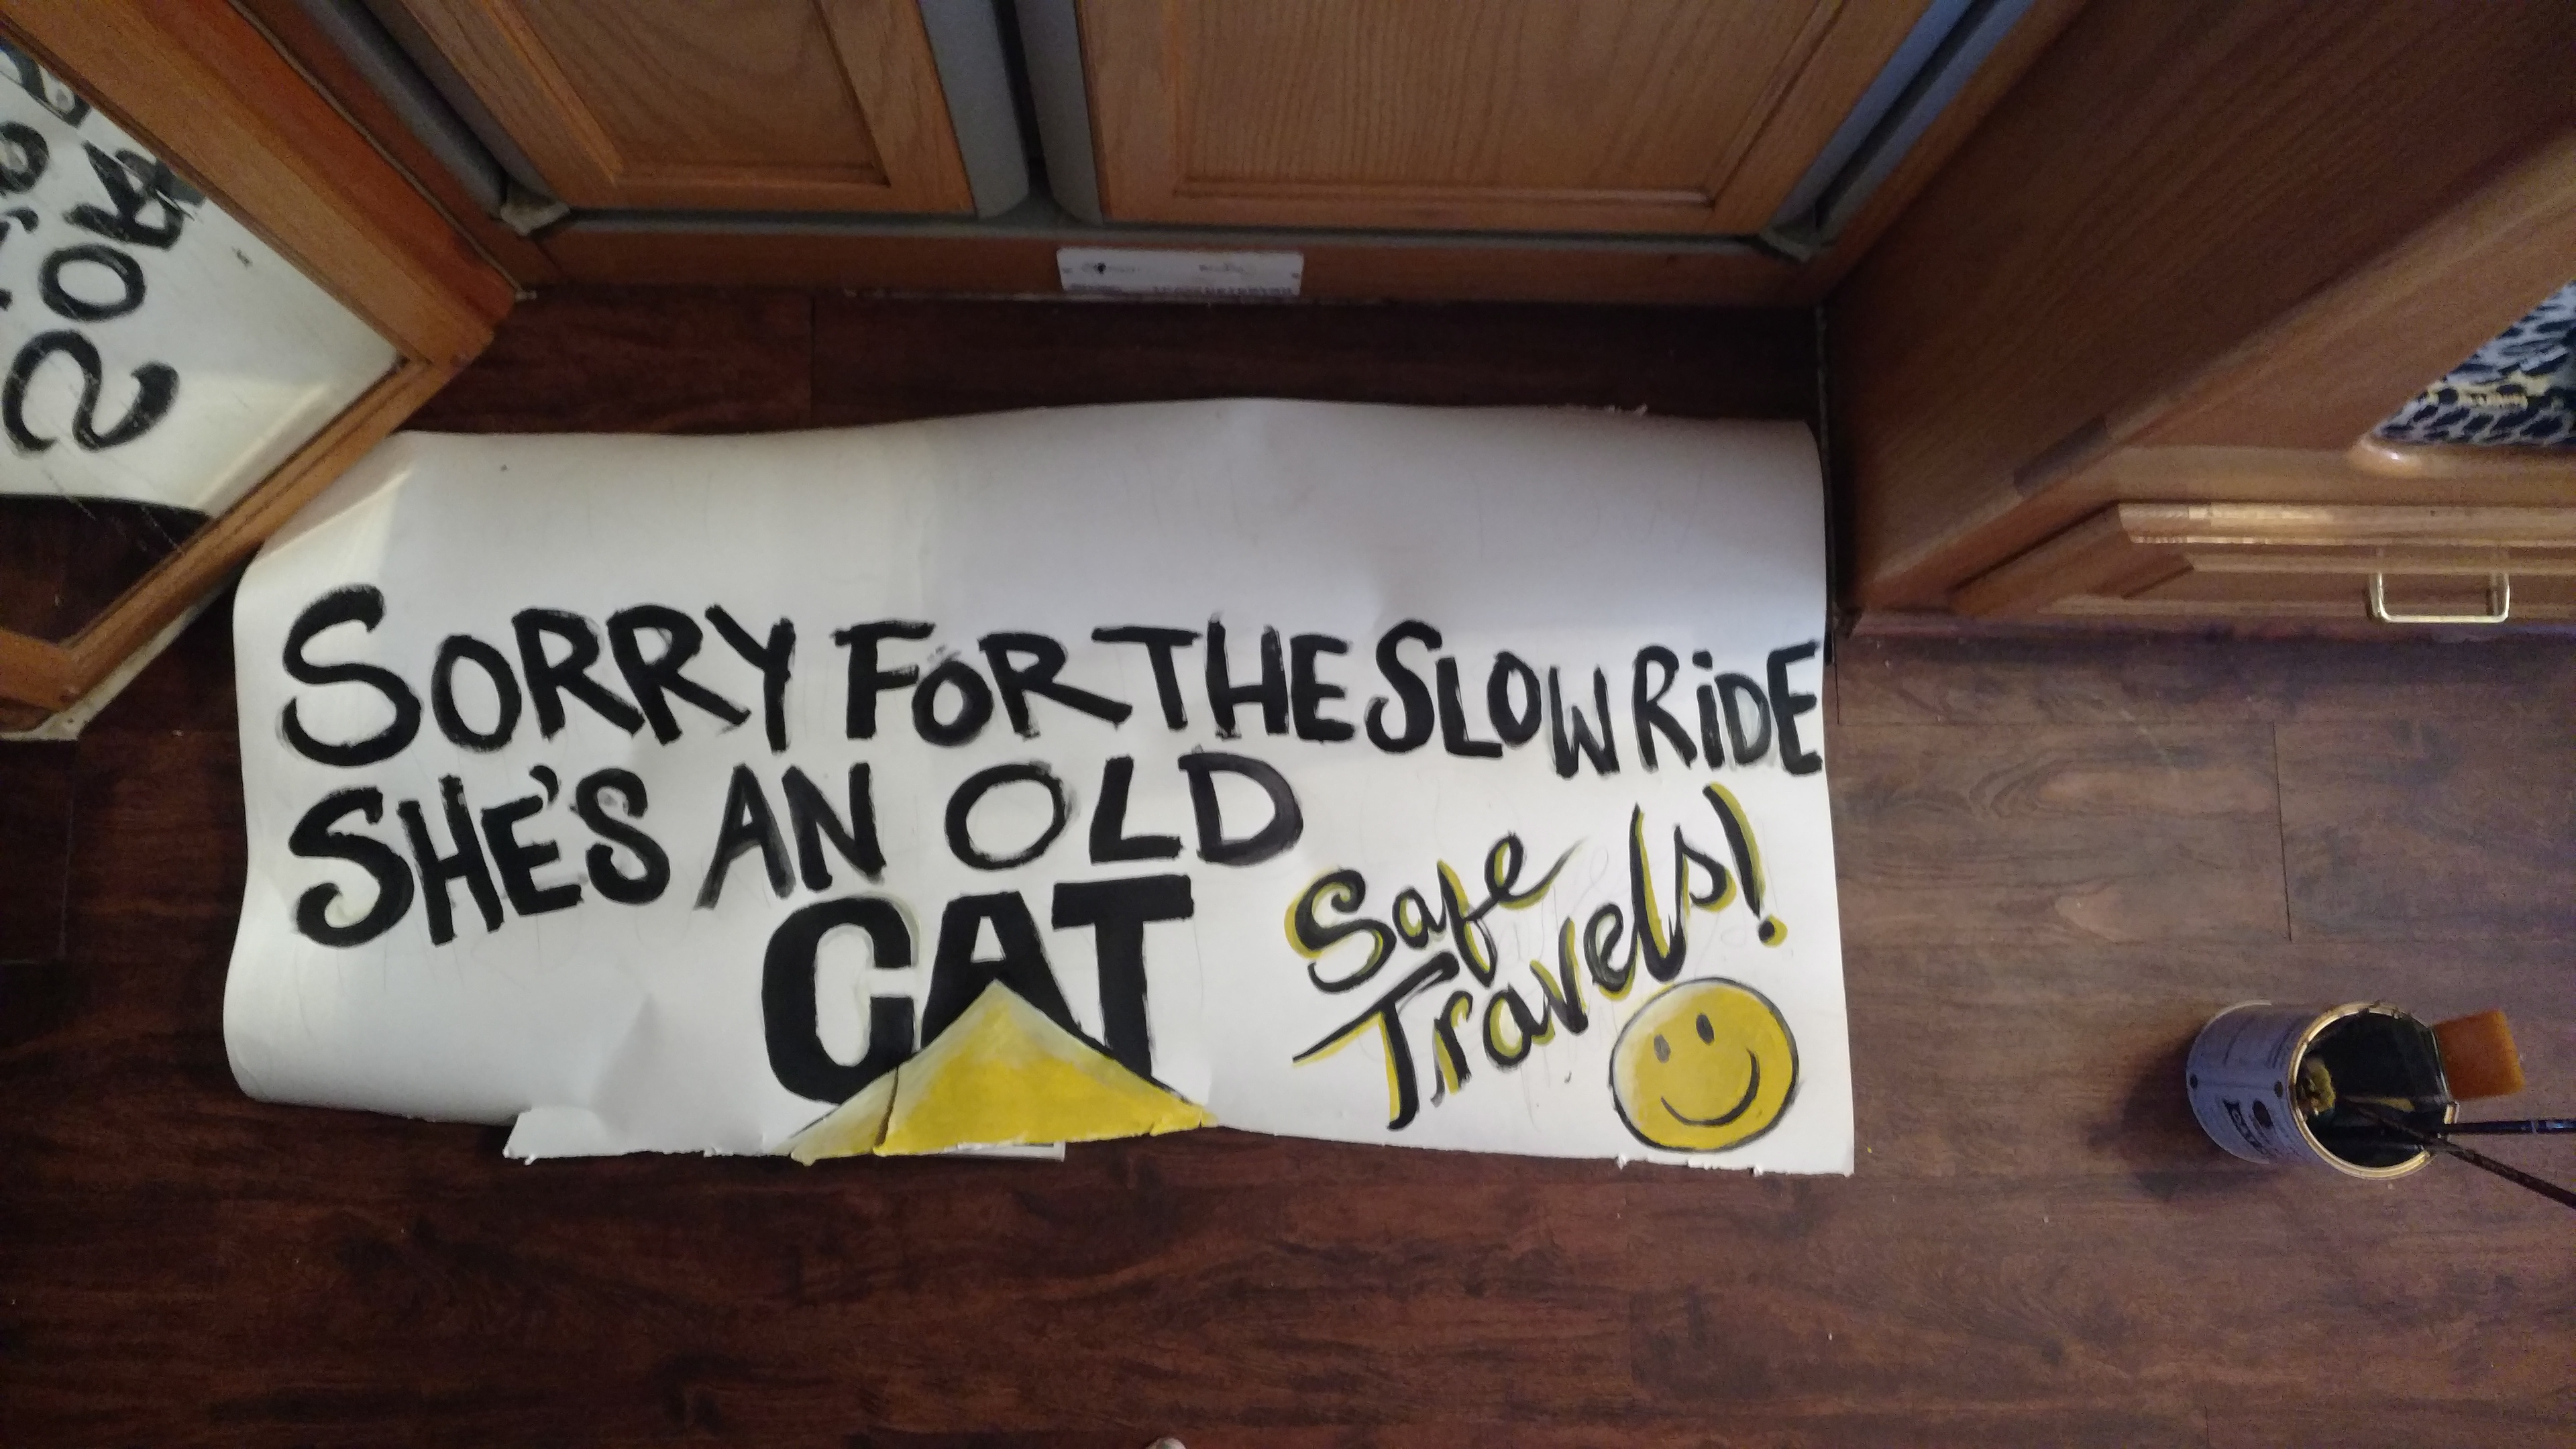 SORRY FOR THE SLOW RiDE
SHE'S AN OLD
CAT
Safe
Travels!